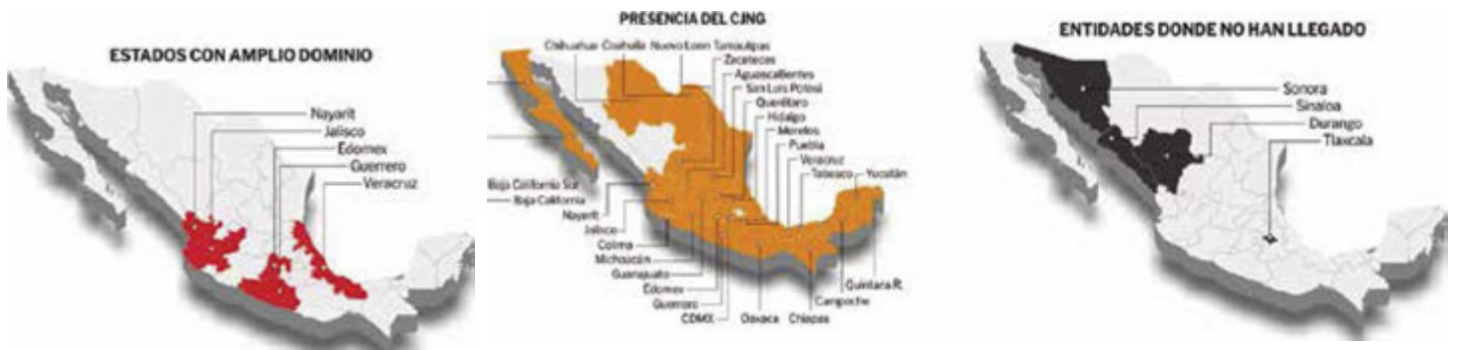 ESTADOS CON AMPLIO DOMINIO
Nayarit
Jalisco
Edomex
Guerrero
Veracruz
PRESENCIA DEL CJNG
Chihuahua Coahuila Nuevo León Tamaulipas
Zacatecas
Aguascalientes
San Luis Potosí
Querétaro
Hidalgo
Morelos
Puebla
Veracruz
Tabasco Yucatán
Baja California Sur
Baja California
Nayarit
Jalisco
Colima
Michoacán
Guanajuato
Edomex
Guerrero
CDMX Oaxaca Chiapas
Campeche
Quintana R.
ENTIDADES DONDE NO HAN LLEGADO
Sonora
Sinaloa
Durango
Tlaxcala